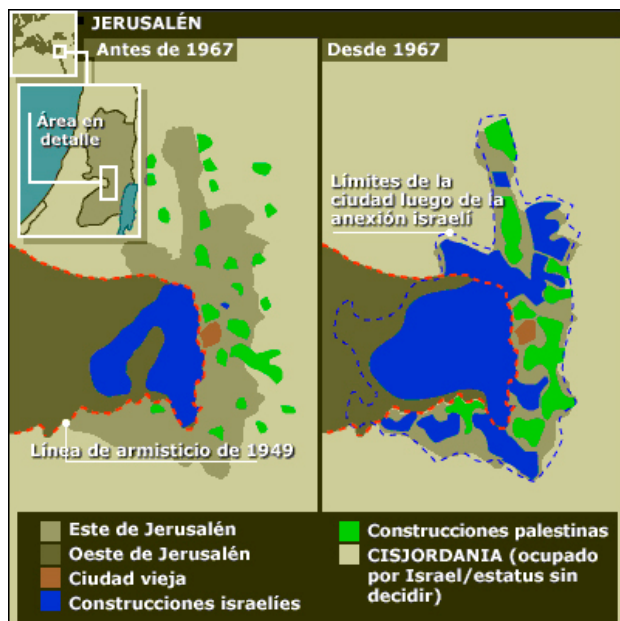 JERUSALÉN
Antes de 1967
Desde 1967
Área en
detalle
Límites de la
ciudad luego de la
anexión israelí
Línea de armisticio de 1949
Este de Jerusalén
Oeste de Jerusalén
Ciudad vieja
Construcciones israelíes
Construcciones palestinas
CISJORDANIA (ocupado
por Israel/estatus sin
decidir)